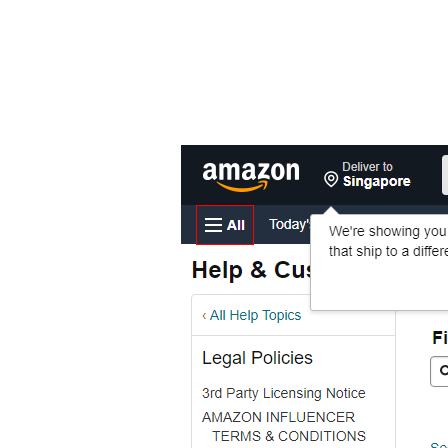 amazon
Deliver to
Singapore
All
Today'
We're showing you
that ship to a differe
Help & Cus
‹ All Help Topics
Fi
Legal Policies
3rd Party Licensing Notice
AMAZON INFLUENCER
TERMS & CONDITIONS